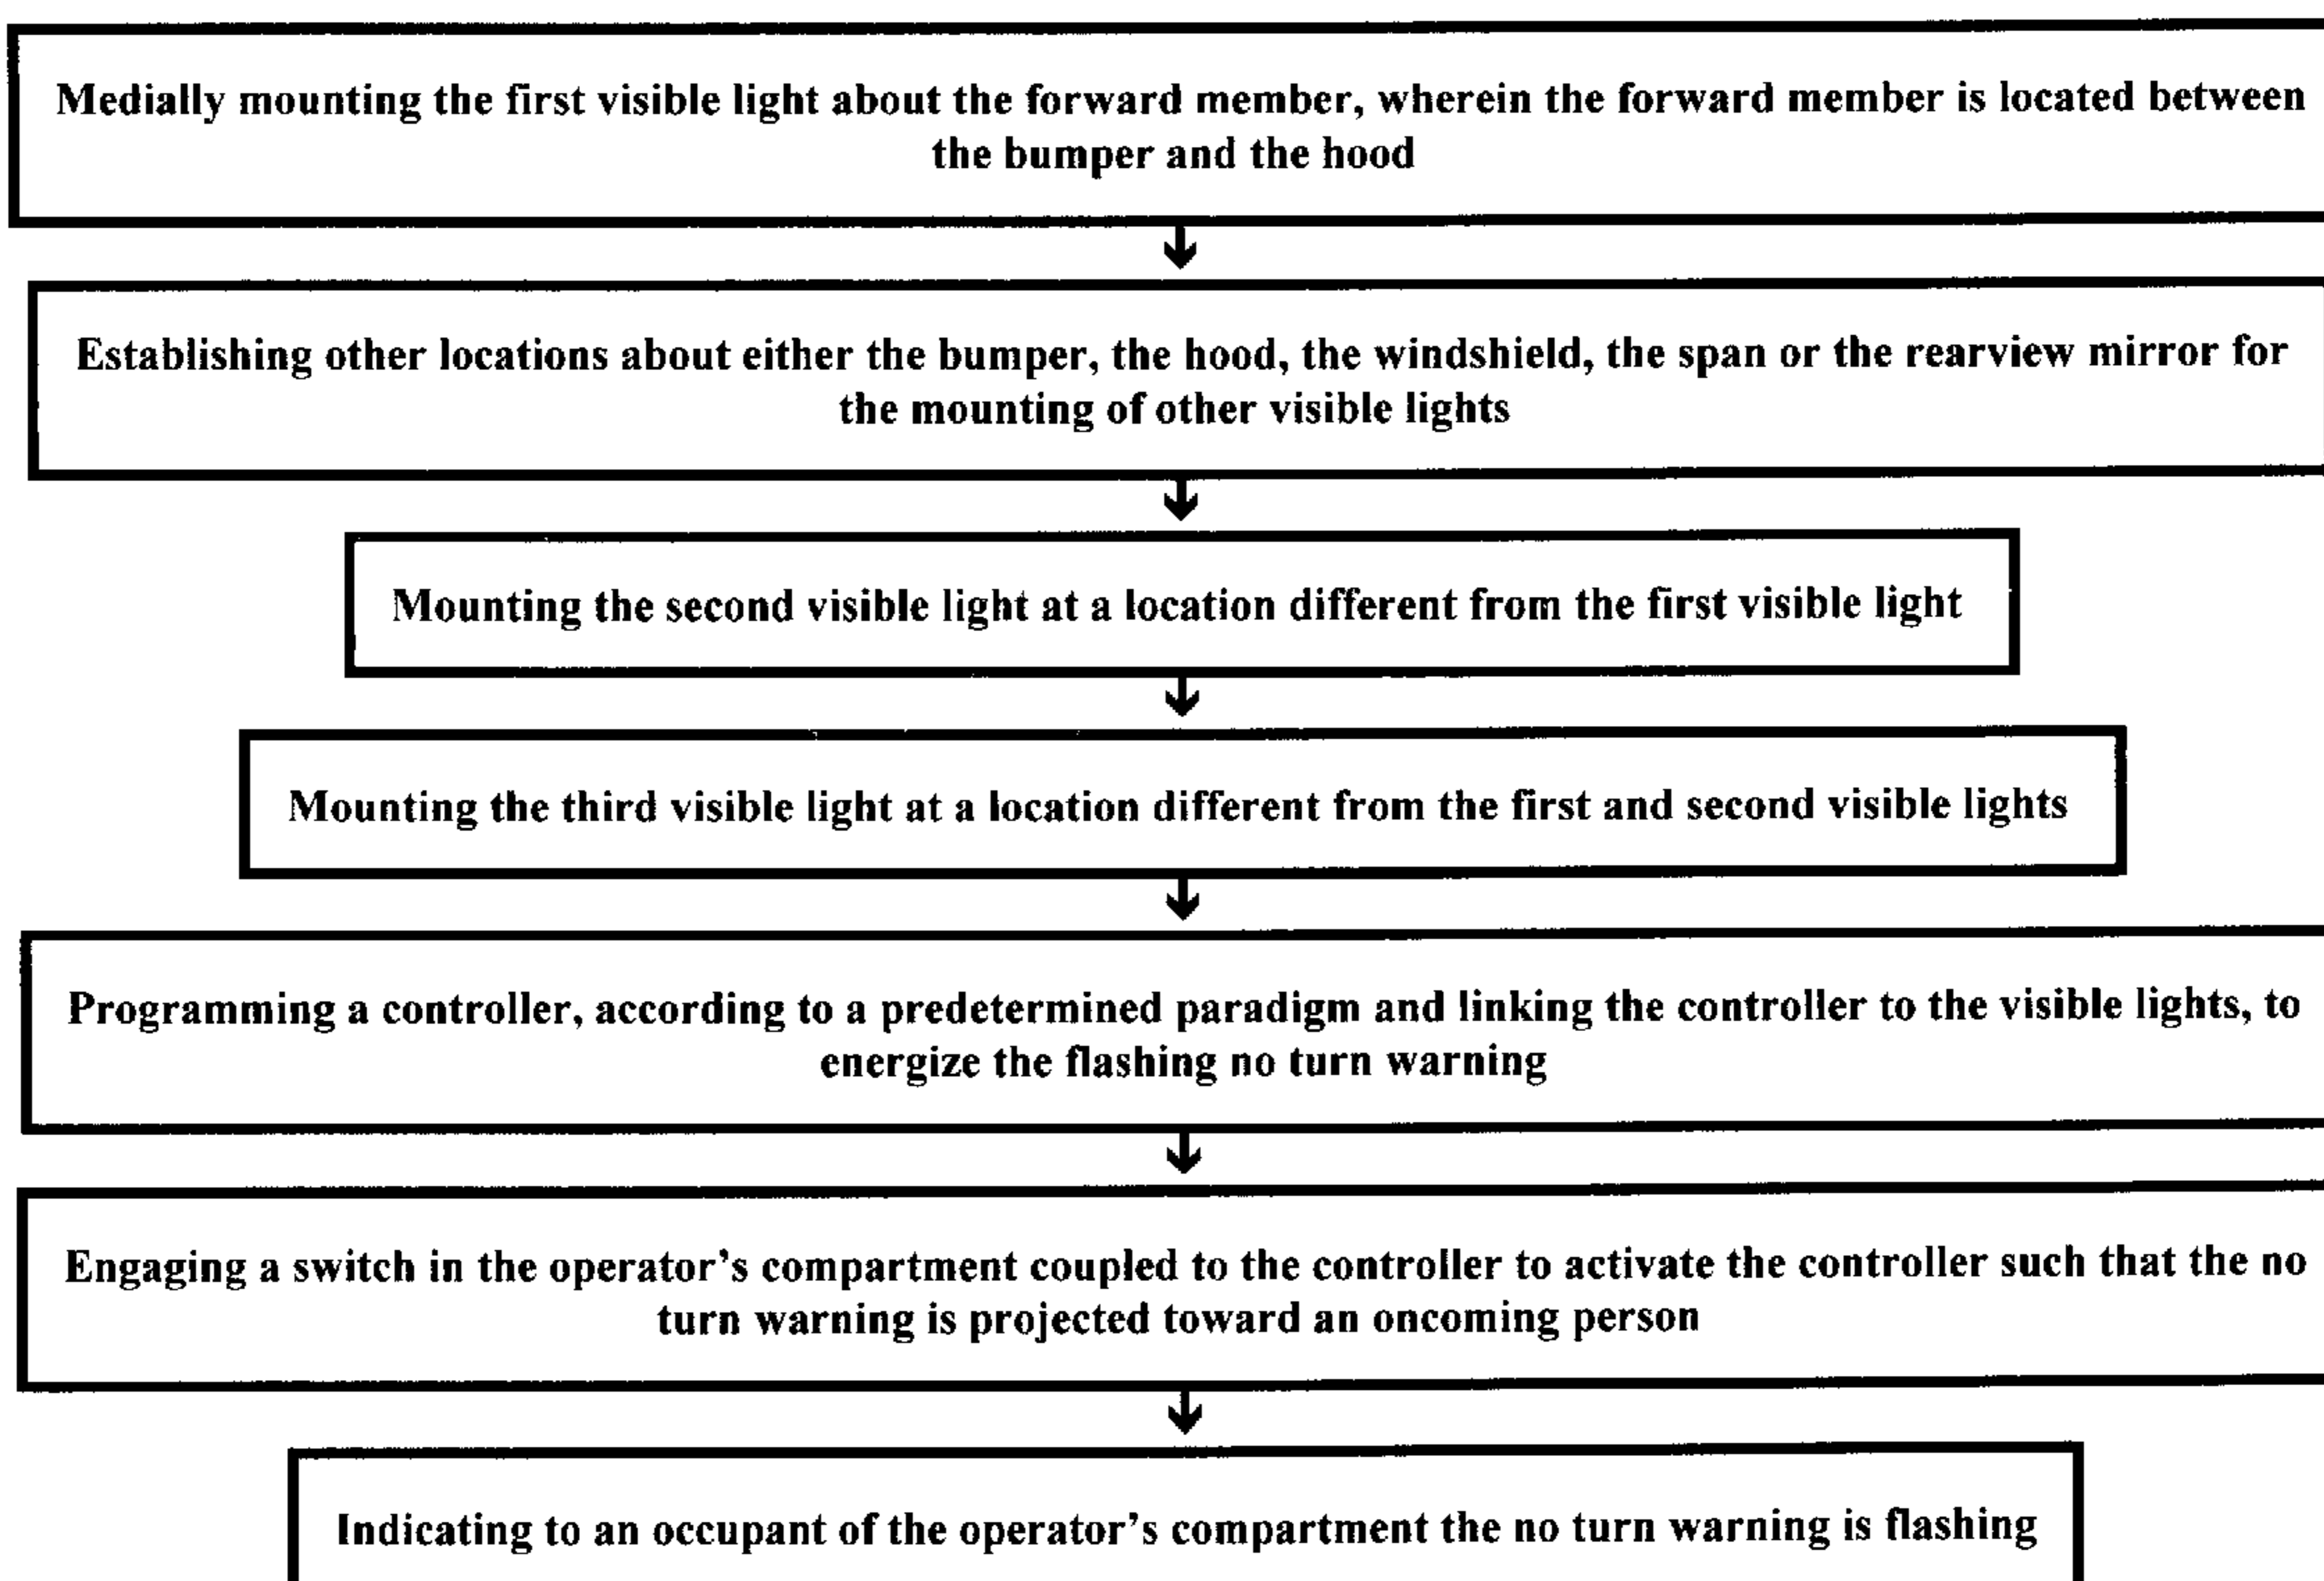 Medially mounting the first visible light about the forward member, wherein the forward member is located between
the bumper and the hood
Establishing other locations about either the bumper, the hood, the windshield, the span or the rearview mirror for
the mounting of other visible lights
Mounting the second visible light at a location different from the first visible light
Mounting the third visible light at a location different from the first and second visible lights
Programming a controller, according to a predetermined paradigm and linking the controller to the visible lights, to
energize the flashing no turn warning
Engaging a switch in the operator's compartment coupled to the controller to activate the controller such that the no
turn warning is projected toward an oncoming person
Indicating to an occupant of the operator's compartment the no turn warning is flashing